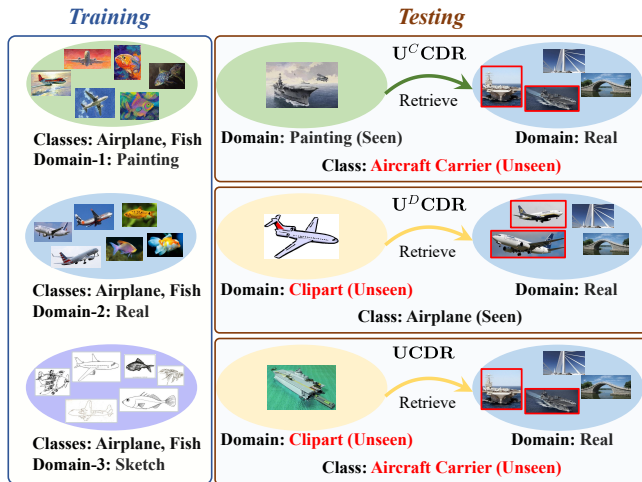 Training
Classes: Airplane, Fish
Domain-1: Painting
Classes: Airplane, Fish
Domain-2: Real
Classes: Airplane, Fish
Domain-3: Sketch
Testing
U^C CDR
Retrieve
Domain: Painting (Seen)
Domain: Real
Class: Aircraft Carrier (Unseen)
U^D CDR
Retrieve
Domain: Clipart (Unseen)
Domain: Real
Class: Airplane (Seen)
UCDR
Retrieve
Domain: Clipart (Unseen)
Domain: Real
Class: Aircraft Carrier (Unseen)